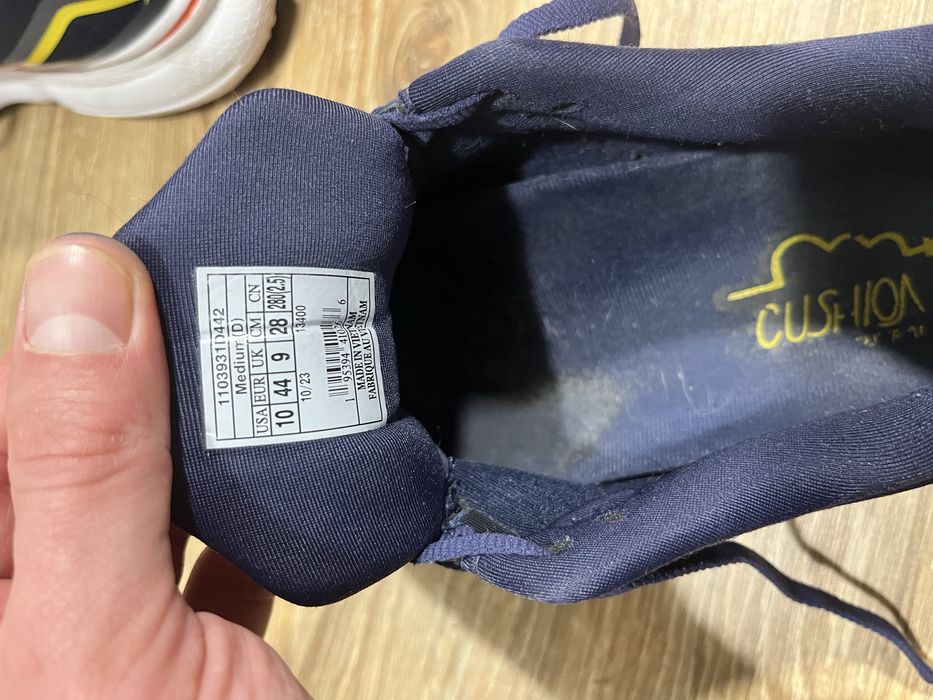 1103931D442
Medium (D)
USA EUR UK CM CN
10 44 9 28 280(2.5)
10/23 13400
MADE IN VIETNAM
FABRIQUE AU VIETNAM
CUSHION